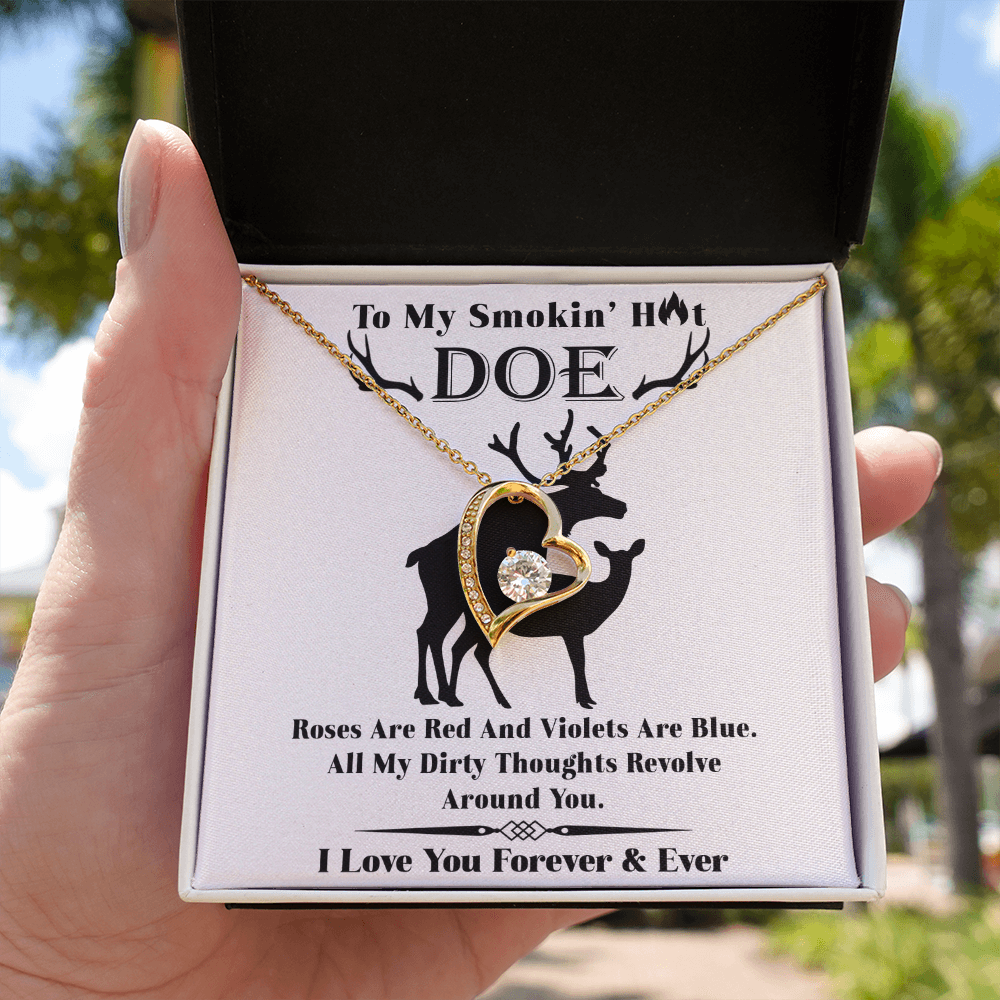 To My Smokin' Hot
DOE
Roses Are Red And Violets Are Blue.
All My Dirty Thoughts Revolve
Around You.
I Love You Forever & Ever